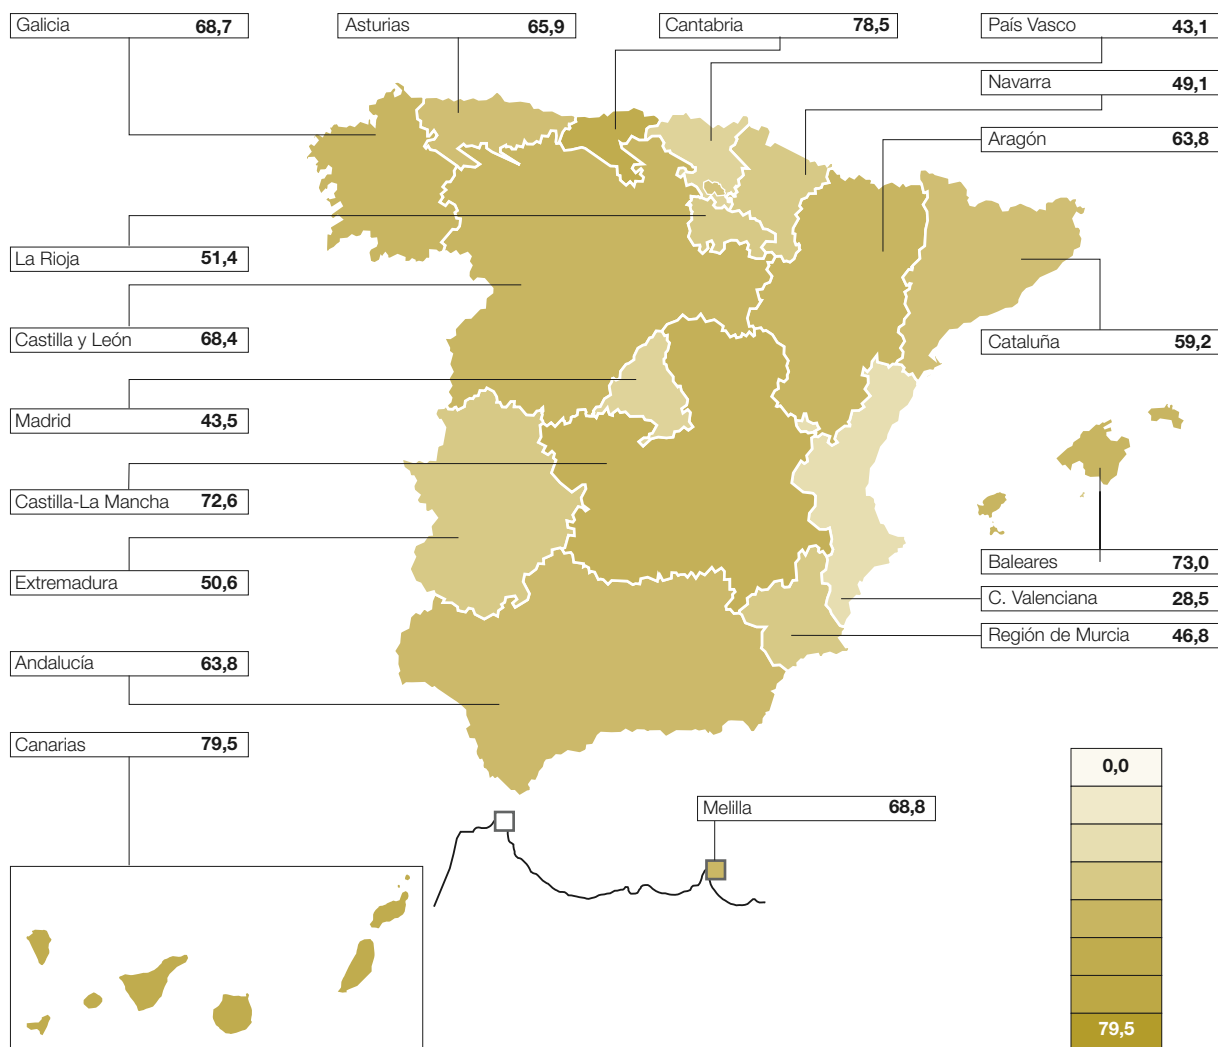 Galicia 68,7
Asturias 65,9
Cantabria 78,5
País Vasco 43,1
Navarra 49,1
Aragón 63,8
La Rioja 51,4
Castilla y León 68,4
Cataluña 59,2
Madrid 43,5
Castilla-La Mancha 72,6
Extremadura 50,6
Baleares 73,0
C. Valenciana 28,5
Región de Murcia 46,8
Andalucía 63,8
Canarias 79,5
Melilla 68,8
0,0
79,5